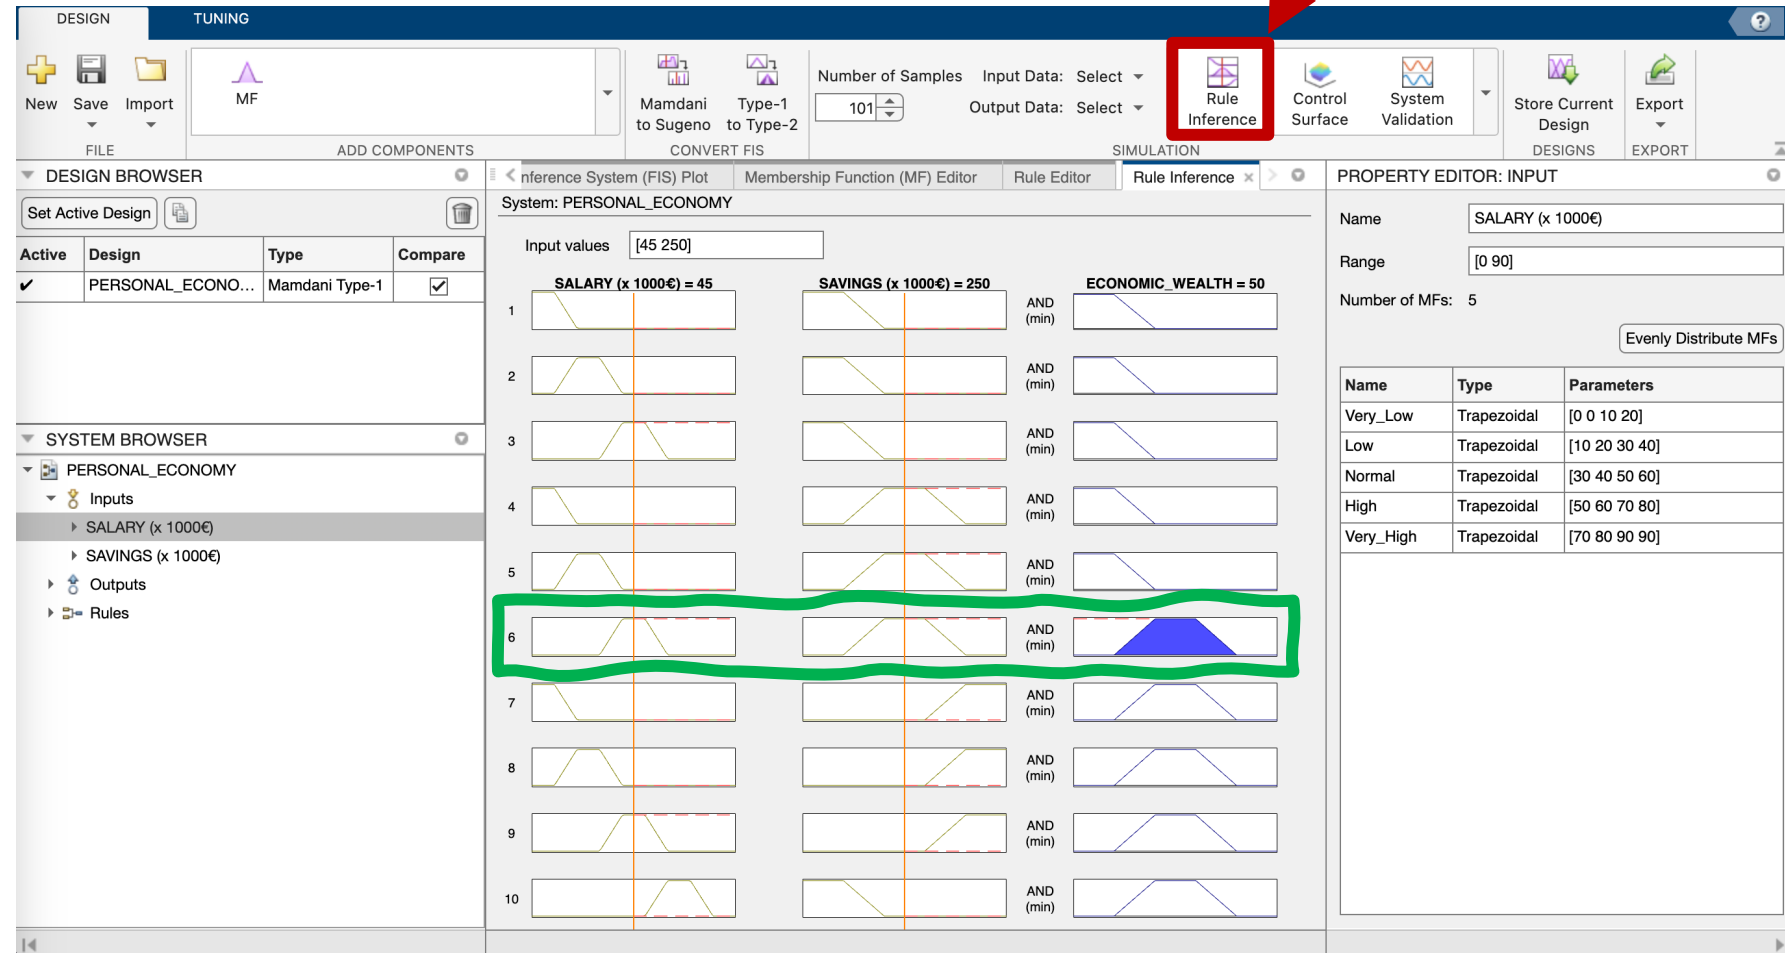 DESIGN TUNING
New Save Import MF
Mamdani to Sugeno
Type-1 to Type-2
Number of Samples 101
Input Data: Select
Output Data: Select
Rule Inference
Control Surface
System Validation
Store Current Design
Export
FILE ADD COMPONENTS CONVERT FIS SIMULATION DESIGNS EXPORT
DESIGN BROWSER
Set Active Design
Active Design Type Compare
PERSONAL_ECONO... Mamdani Type-1
SYSTEM BROWSER
PERSONAL_ECONOMY
Inputs
SALARY (x 1000€)
SAVINGS (x 1000€)
Outputs
Rules
nference System (FIS) Plot Membership Function (MF) Editor Rule Editor Rule Inference
System: PERSONAL_ECONOMY
Input values [45 250]
SALARY (x 1000€) = 45 SAVINGS (x 1000€) = 250 ECONOMIC_WEALTH = 50
1 AND (min)
2 AND (min)
3 AND (min)
4 AND (min)
5 AND (min)
6 AND (min)
7 AND (min)
8 AND (min)
9 AND (min)
10 AND (min)
PROPERTY EDITOR: INPUT
Name SALARY (x 1000€)
Range [0 90]
Number of MFs: 5
Evenly Distribute MFs
Name Type Parameters
Very_Low Trapezoidal [0 0 10 20]
Low Trapezoidal [10 20 30 40]
Normal Trapezoidal [30 40 50 60]
High Trapezoidal [50 60 70 80]
Very_High Trapezoidal [70 80 90 90]